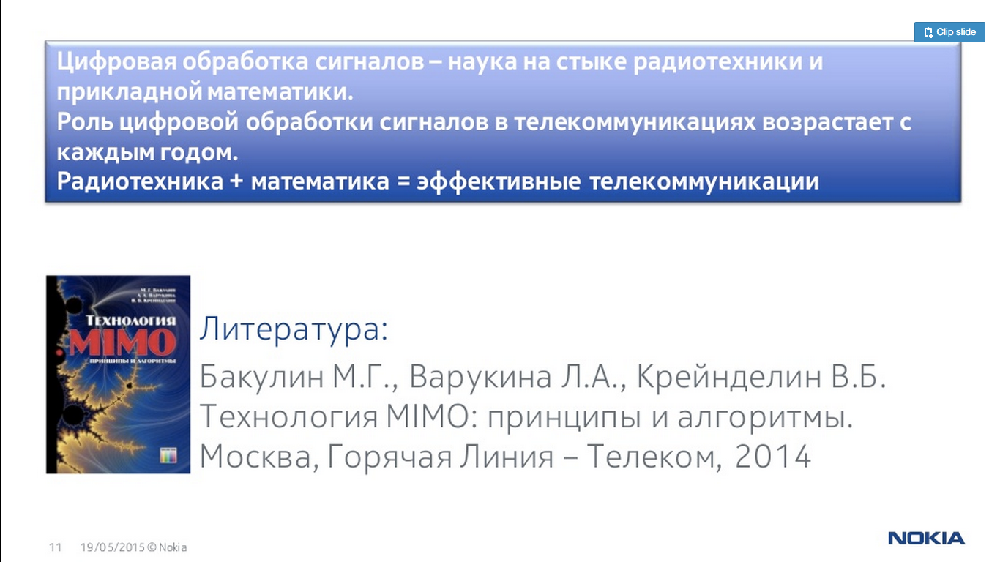 Clip slide
Цифровая обработка сигналов – наука на стыке радиотехники и
прикладной математики.
Роль цифровой обработки сигналов в телекоммуникациях возрастает с
каждым годом.
Радиотехника + математика = эффективные телекоммуникации
М. Г. Бакулин
Л. А. Варукина
В. Б. Крейнделин
Технология
MIMO
принципы и алгоритмы
Литература:
Бакулин М.Г., Варукина Л.А., Крейнделин В.Б.
Технология MIMO: принципы и алгоритмы.
Москва, Горячая Линия – Телеком, 2014
11 19/05/2015 © Nokia
NOKIA